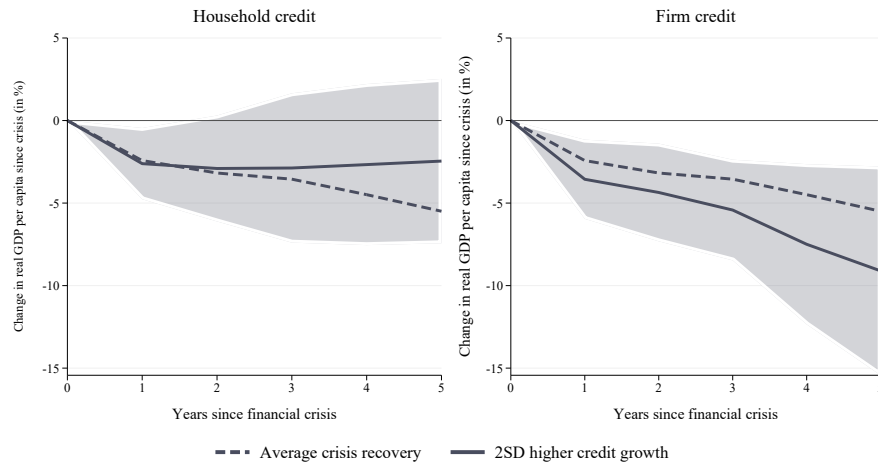 Household credit
Firm credit
Change in real GDP per capita since crisis (in %)
5
0
-5
-10
-15
0
1
2
3
4
5
Years since financial crisis
Change in real GDP per capita since crisis (in %)
5
0
-5
-10
-15
0
1
2
3
4
Years since financial crisis
Average crisis recovery
2SD higher credit growth